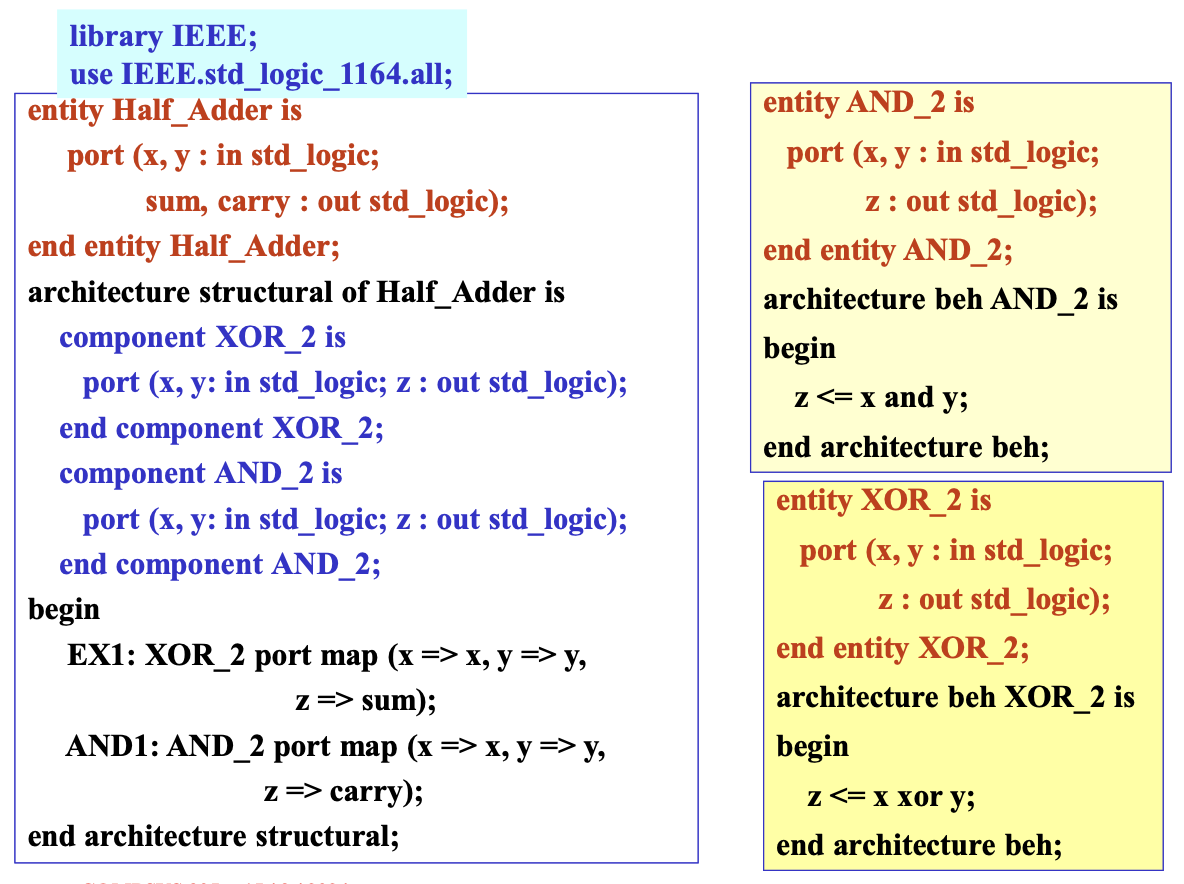 library IEEE;
use IEEE.std_logic_1164.all;
entity Half_Adder is
port (x, y : in std_logic;
sum, carry : out std_logic);
end entity Half_Adder;
architecture structural of Half_Adder is
component XOR_2 is
port (x, y: in std_logic; z : out std_logic);
end component XOR_2;
component AND_2 is
port (x, y: in std_logic; z : out std_logic);
end component AND_2;
begin
EX1: XOR_2 port map (x => x, y => y,
z => sum);
AND1: AND_2 port map (x => x, y => y,
z => carry);
end architecture structural;
entity AND_2 is
port (x, y : in std_logic;
z : out std_logic);
end entity AND_2;
architecture beh AND_2 is
begin
z <= x and y;
end architecture beh;
entity XOR_2 is
port (x, y : in std_logic;
z : out std_logic);
end entity XOR_2;
architecture beh XOR_2 is
begin
z <= x xor y;
end architecture beh;